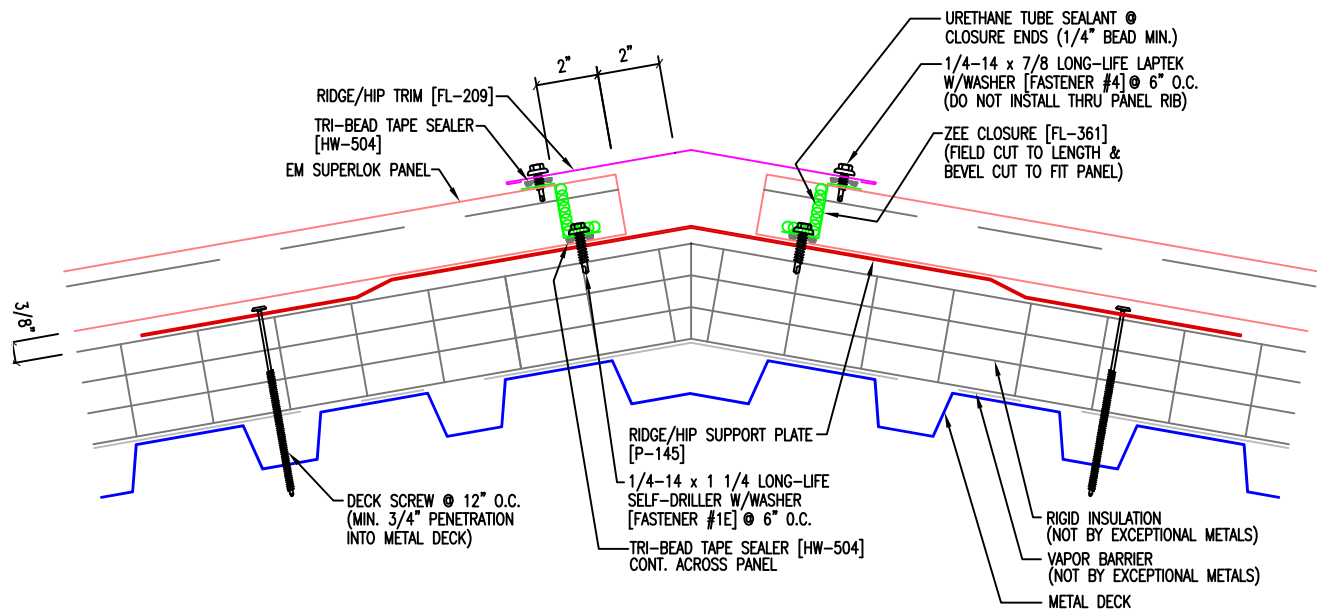 URETHANE TUBE SEALANT @
CLOSURE ENDS (1/4" BEAD MIN.)
1/4-14 x 7/8 LONG-LIFE LAPTEK
W/WASHER [FASTENER #4] @ 6" O.C.
(DO NOT INSTALL THRU PANEL RIB)
ZEE CLOSURE [FL-361]
(FIELD CUT TO LENGTH &
BEVEL CUT TO FIT PANEL)
2"
2"
RIDGE/HIP TRIM [FL-209]
TRI-BEAD TAPE SEALER
[HW-504]
EM SUPERLOK PANEL
3/8"
RIDGE/HIP SUPPORT PLATE
[P-145]
1/4-14 x 1 1/4 LONG-LIFE
SELF-DRILLER W/WASHER
[FASTENER #1E] @ 6" O.C.
TRI-BEAD TAPE SEALER [HW-504]
CONT. ACROSS PANEL
DECK SCREW @ 12" O.C.
(MIN. 3/4" PENETRATION
INTO METAL DECK)
RIGID INSULATION
(NOT BY EXCEPTIONAL METALS)
VAPOR BARRIER
(NOT BY EXCEPTIONAL METALS)
METAL DECK